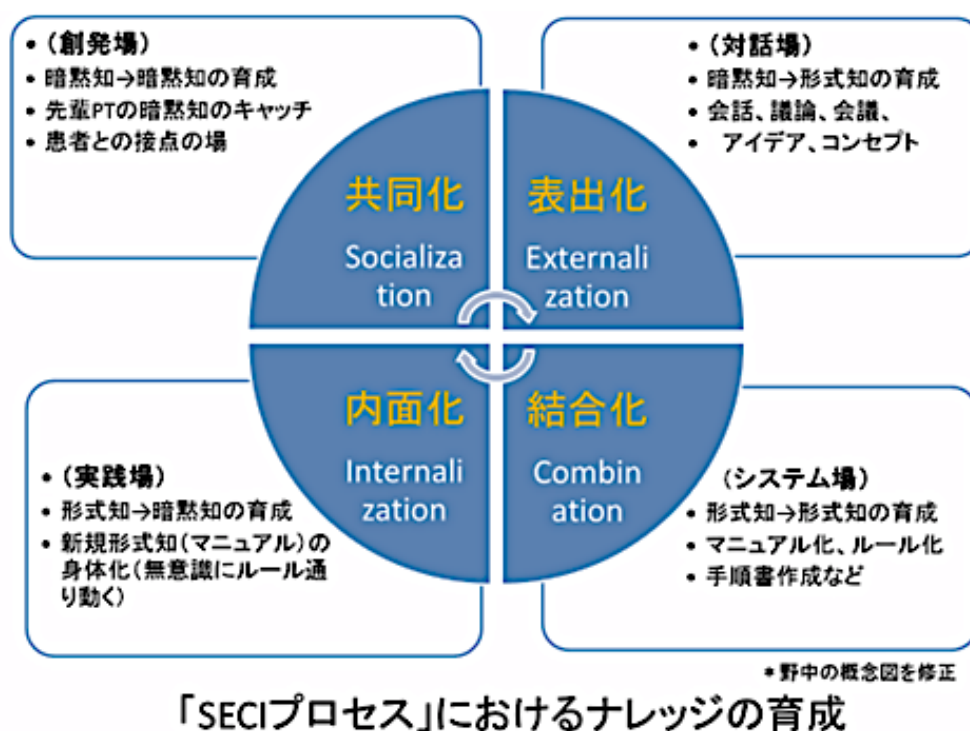 • (創発場)
• 暗黙知→暗黙知の育成
• 先輩PTの暗黙知のキャッチ
• 患者との接点の場
• (対話場)
• 暗黙知→形式知の育成
• 会話、議論、会議、
• アイデア、コンセプト
共同化
Socializa
tion
表出化
Externali
zation
内面化
Internali
zation
結合化
Combin
ation
• (実践場)
• 形式知→暗黙知の育成
• 新規形式知(マニュアル)の
身体化(無意識にルール通
り動く)
(システム場)
• 形式知→形式知の育成
• マニュアル化、ルール化
• 手順書作成など
*野中の概念図を修正
「SECIプロセス」におけるナレッジの育成